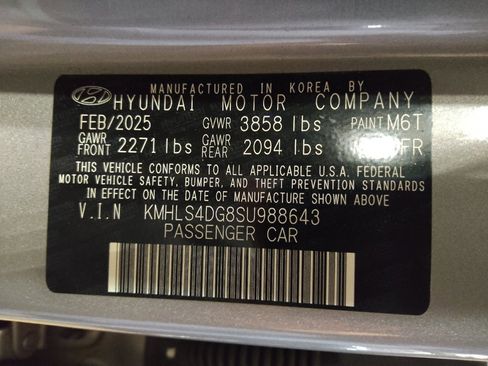 MANUFACTURED IN KOREA BY
HYUNDAI MOTOR COMPANY
FEB/2025 GVWR 3858 lbs PAINT M6T
GAWR FRONT 2271 lbs GAWR REAR 2094 lbs FR
THIS VEHICLE CONFORMS TO ALL APPLICABLE U.S.A. FEDERAL
MOTOR VEHICLE SAFETY, BUMPER, AND THEFT PREVENTION STANDARDS
IN EFFECT ON THE DATE OF MANUFACTURE SHOWN ABOVE
V.I.N KMHLS4DG8SU988643
PASSENGER CAR